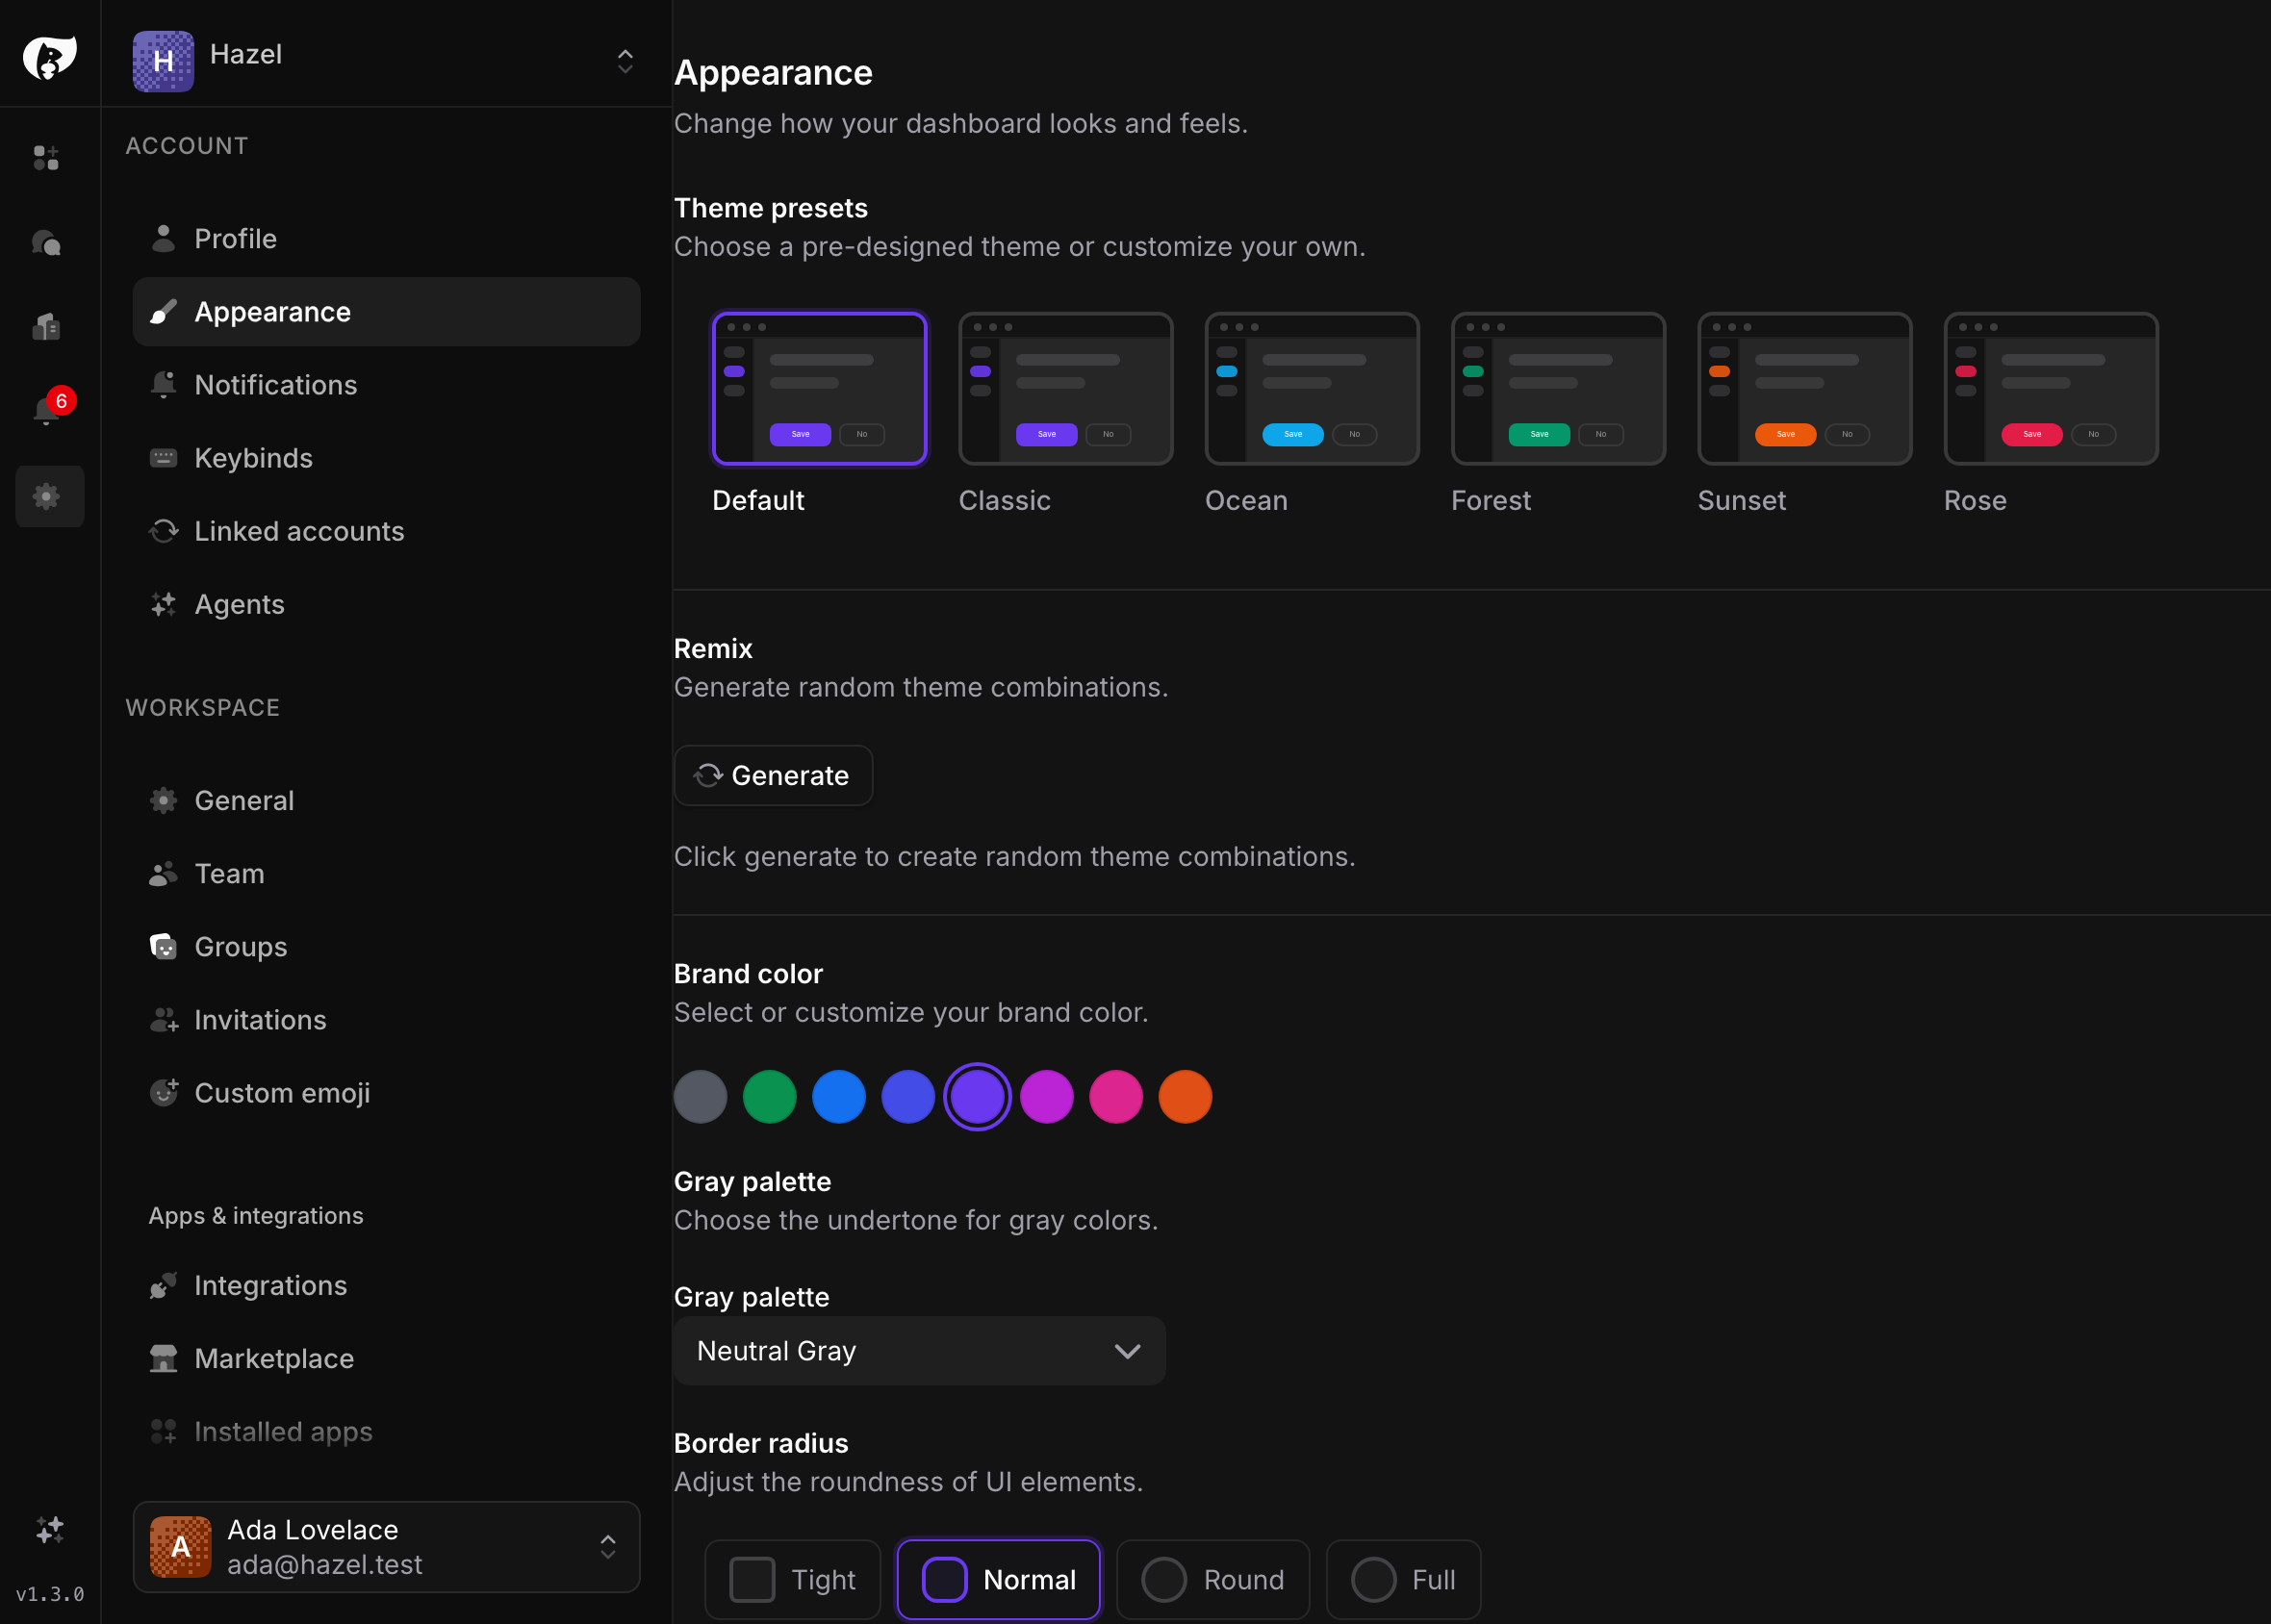 H
Hazel
ACCOUNT
Profile
Appearance
Notifications
6
Keybinds
Linked accounts
Agents
WORKSPACE
General
Team
Groups
Invitations
Custom emoji
Apps & integrations
Integrations
Marketplace
Installed apps
A
Ada Lovelace
ada@hazel.test
v1.3.0
Appearance
Change how your dashboard looks and feels.
Theme presets
Choose a pre-designed theme or customize your own.
Save No
Save No
Save No
Save No
Save No
Save No
Default
Classic
Ocean
Forest
Sunset
Rose
Remix
Generate random theme combinations.
Generate
Click generate to create random theme combinations.
Brand color
Select or customize your brand color.
Gray palette
Choose the undertone for gray colors.
Gray palette
Neutral Gray
Border radius
Adjust the roundness of UI elements.
Tight
Normal
Round
Full